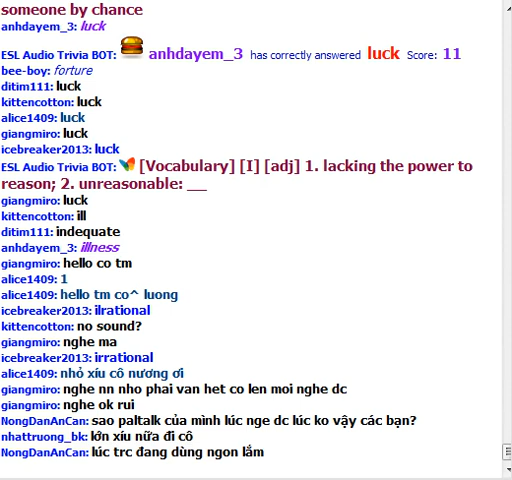 someone by chance
anhdayem_3: luck
ESL Audio Trivia BOT: anhdayem_3 has correctly answered luck Score: 11
bee-boy: forture
ditim111: luck
kittencotton: luck
alice1409: luck
giangmiro: luck
icebreaker2013: luck
ESL Audio Trivia BOT: [Vocabulary] [I] [adj] 1. lacking the power to
reason; 2. unreasonable: __
giangmiro: luck
kittencotton: ill
ditim111: indequate
anhdayem_3: illness
giangmiro: hello co tm
alice1409: 1
alice1409: hello tm co^ luong
icebreaker2013: ilrational
kittencotton: no sound?
giangmiro: nghe ma
icebreaker2013: irrational
alice1409: nhỏ xíu cô nương ơi
giangmiro: nghe nn nho phai van het co len moi nghe dc
giangmiro: nghe ok rui
NongDanAnCan: sao paltalk của mình lúc nge dc lúc ko vậy các bạn?
nhattruong_bk: lớn xíu nữa đi cô
NongDanAnCan: lúc trc đang dùng ngon lắm